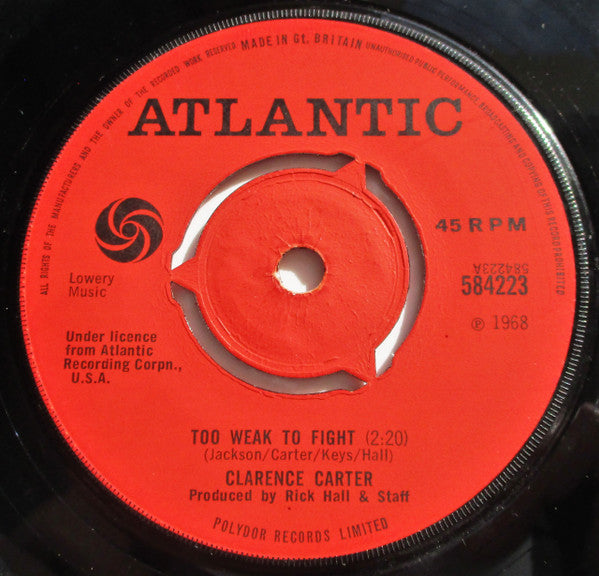 ALL RIGHTS OF THE MANUFACTURERS AND THE OWNER OF THE RECORDED WORK RESERVED MADE IN Gt. BRITAIN UNAUTHORISED PUBLIC PERFORMANCE, BROADCASTING AND COPYING OF THIS RECORD PROHIBITED
ATLANTIC
45 RPM
584223A
584223
Ⓟ 1968
Lowery
Music
Under licence
from Atlantic
Recording Corpn.,
U.S.A.
TOO WEAK TO FIGHT (2:20)
(Jackson/Carter/Keys/Hall)
CLARENCE CARTER
Produced by Rick Hall & Staff
POLYDOR RECORDS LIMITED